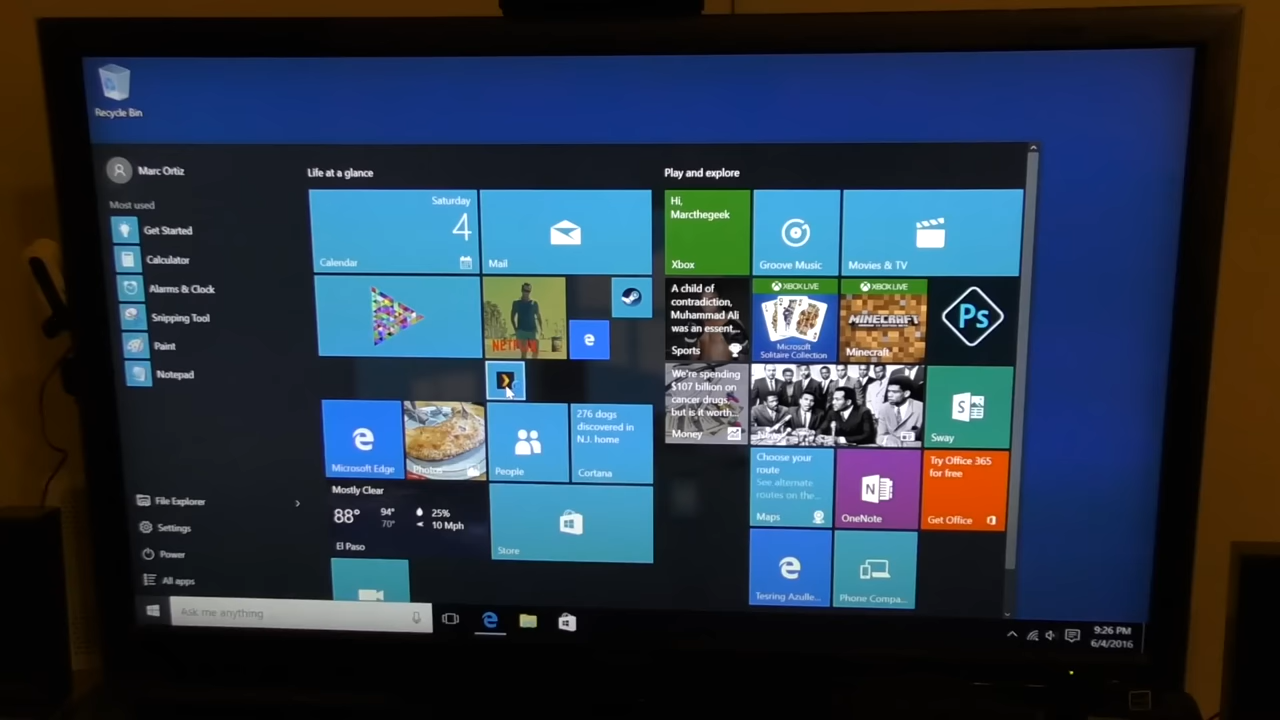 Recycle Bin
Marc Ortiz
Most used
Get Started
Calculator
Alarms & Clock
Snipping Tool
Paint
Notepad
File Explorer
Settings
Power
All apps
Life at a glance
Saturday
4
Calendar
Mail
NETFLIX
Microsoft Edge
Photos
People
276 dogs
discovered in
N.J. home
Cortana
Mostly Clear
88°
94°
70°
25%
10 Mph
El Paso
Store
Play and explore
Hi,
Marcthegeek
Xbox
Groove Music
Movies & TV
A child of
contradiction,
Muhammad Ali
was an essent...
Sports
XBOX LIVE
Microsoft
Solitaire Collection
XBOX LIVE
MINECRAFT
Minecraft
Ps
We're spending
$107 billion on
cancer drugs,
but is it worth...
Money
Sway
Choose your
route
See alternate
routes on the...
Maps
OneNote
Try Office 365
for free
Get Office
Tesring Azulle...
Phone Compa...
Ask me anything
9:26 PM
6/4/2016